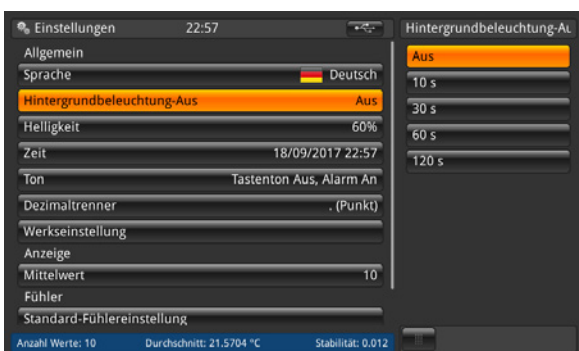 Einstellungen 22:57
Allgemein
Sprache Deutsch
Hintergrundbeleuchtung-Aus Aus
Helligkeit 60%
Zeit 18/09/2017 22:57
Ton Tastenton Aus, Alarm An
Dezimaltrenner . (Punkt)
Werkseinstellung
Anzeige
Mittelwert 10
Fühler
Standard-Fühlereinstellung
Anzahl Werte: 10 Durchschnitt: 21.5704 °C Stabilität: 0.012
Hintergrundbeleuchtung-Au
Aus
10 s
30 s
60 s
120 s